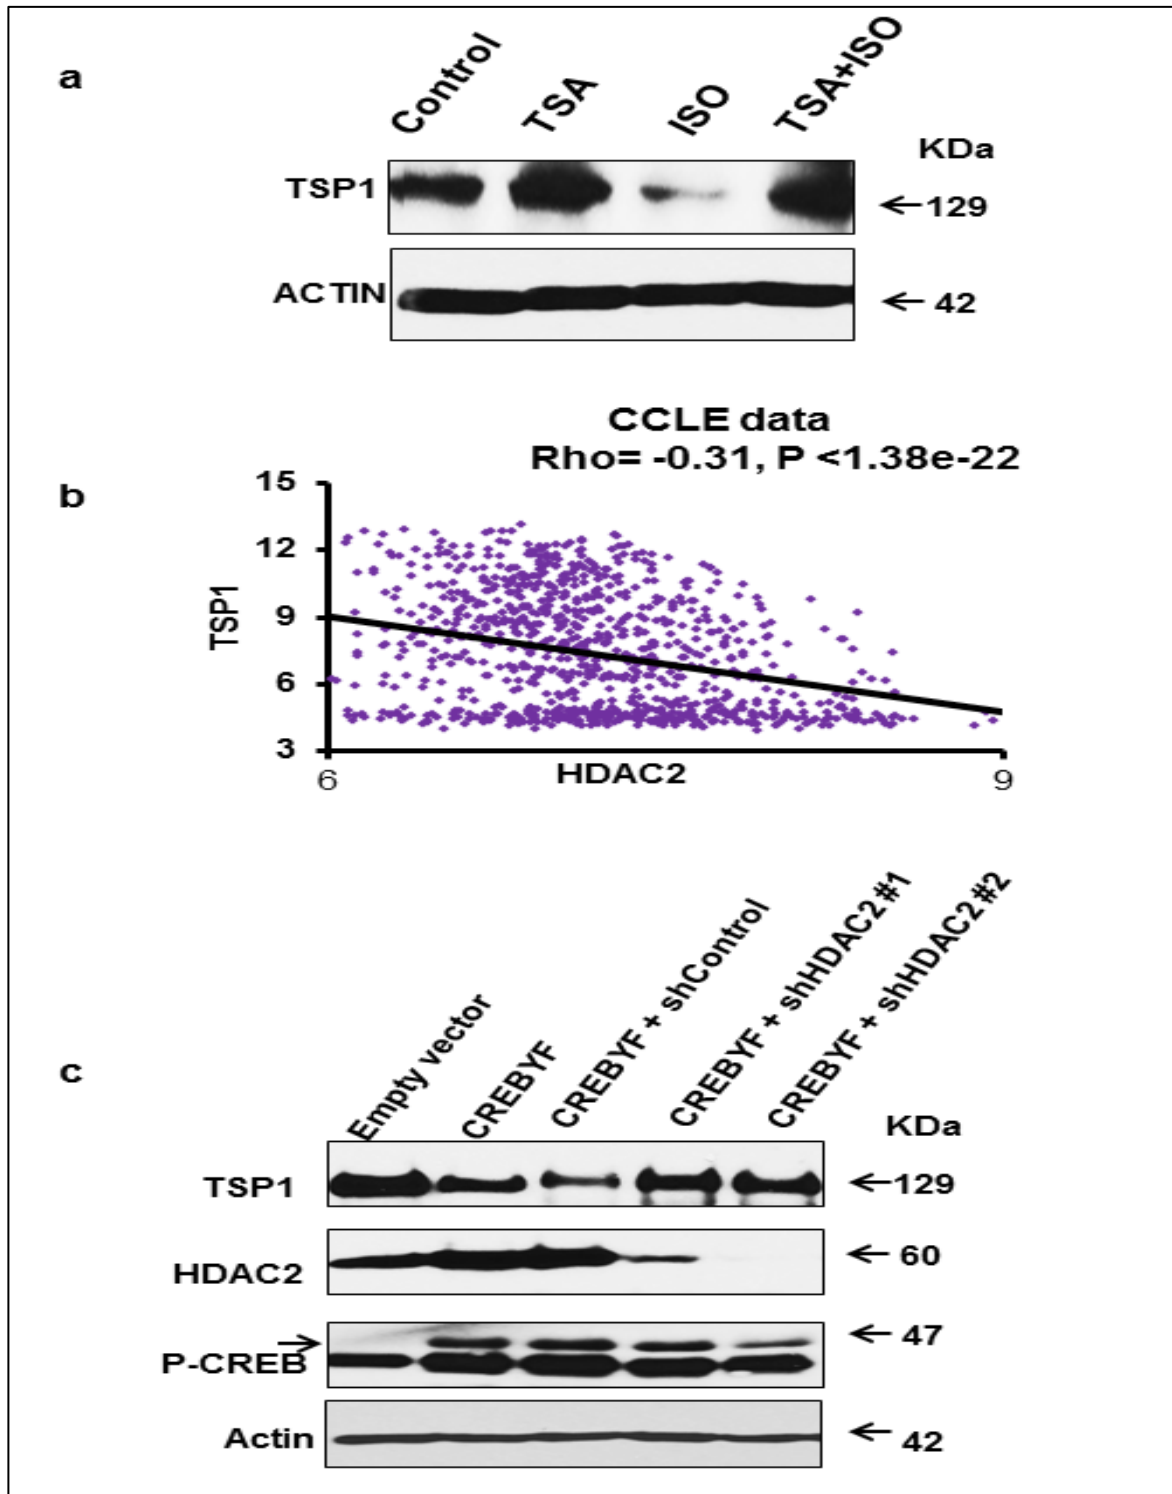 a
Control TSA ISO TSA+ISO
KDa
TSP1 ←129
ACTIN ← 42
b
CCLE data
Rho= -0.31, P <1.38e-22
15
12
9
6
3
TSP1
6 HDAC2 9
c
Empty vector CREBYF CREBYF + shControl CREBYF + shHDAC2 #1 CREBYF + shHDAC2 #2
KDa
TSP1 ←129
HDAC2 ← 60
→ ← 47
P-CREB
Actin ← 42